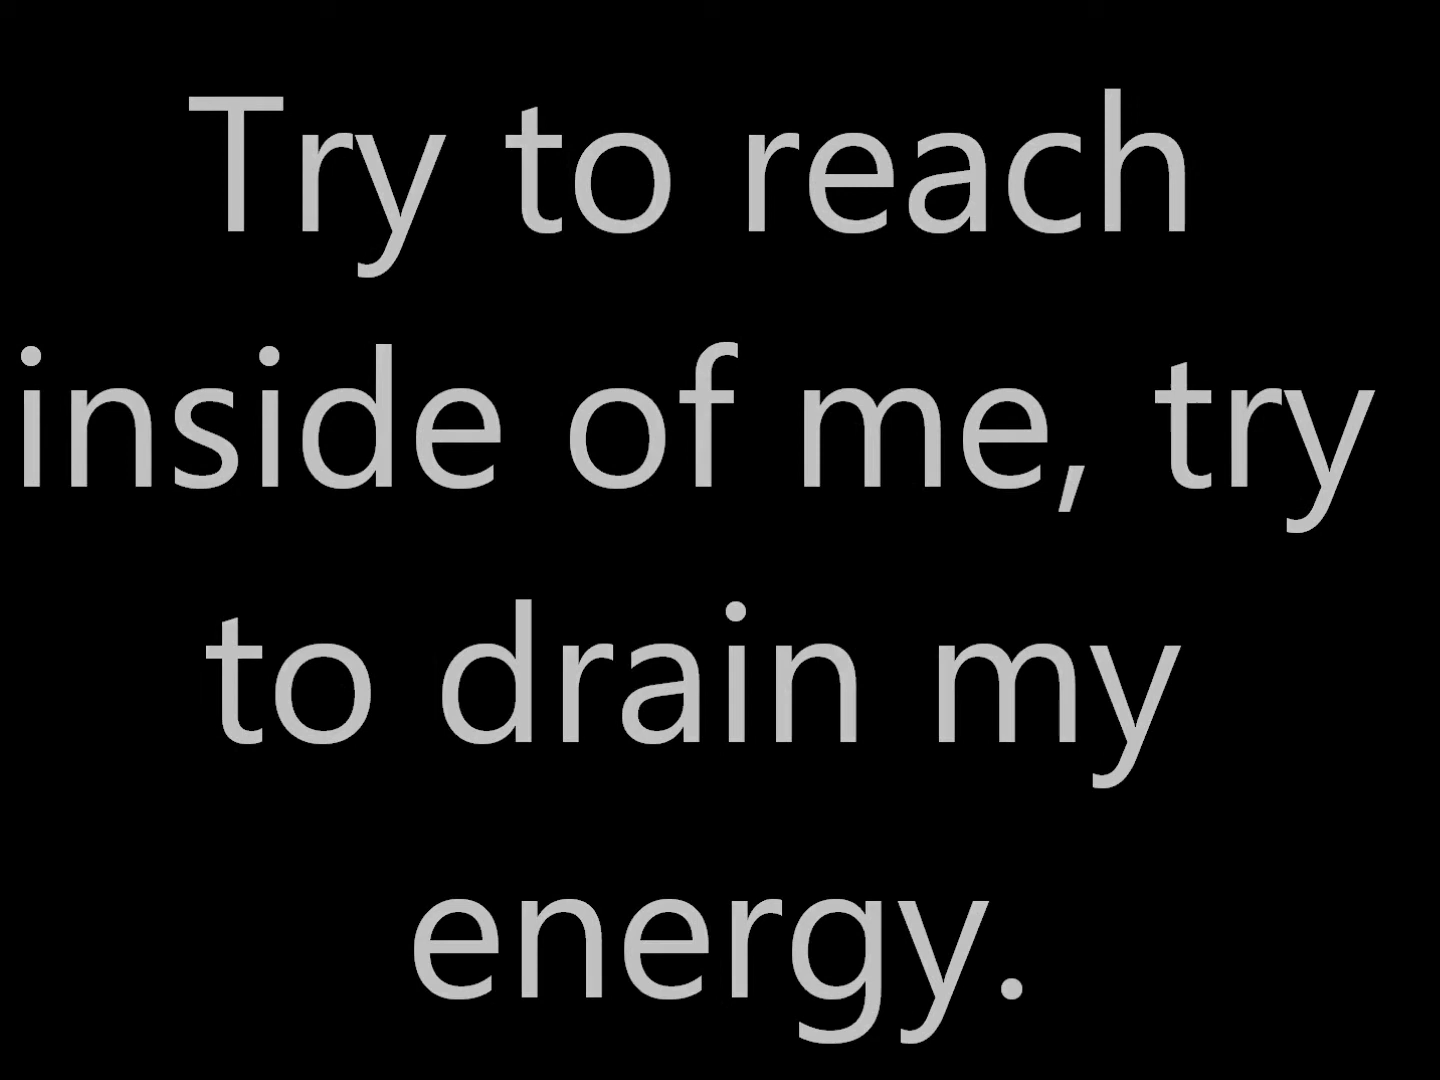 Try to reach
inside of me, try
to drain my
energy.